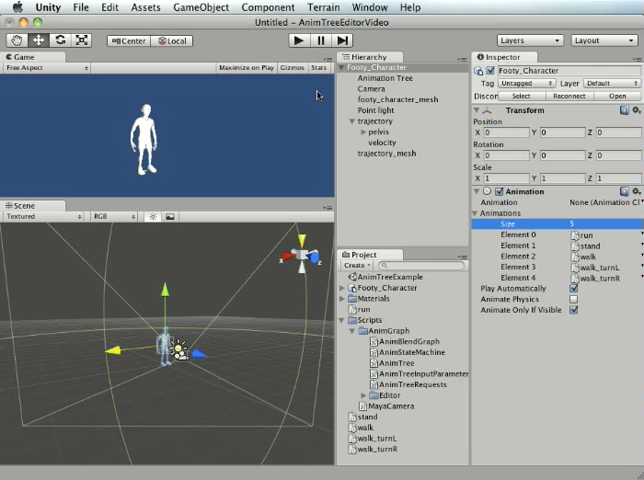 Unity File Edit Assets GameObject Component Terrain Window Help
Untitled - AnimTreeEditorVideo
Center Local Layers Layout
Game
Free Aspect Maximize on Play Gizmos Stats
Scene
Textured RGB
x z
Hierarchy
Footy_Character
Animation Tree
Camera
footy_character_mesh
Point light
trajectory
pelvis
velocity
trajectory_mesh
Project
Create
AnimTreeExample
Footy_Character
Materials
run
Scripts
AnimGraph
AnimBlendGraph
AnimStateMachine
AnimTree
AnimTreeInputParameter
AnimTreeRequests
Editor
MayaCamera
stand
walk
walk_turnL
walk_turnR
Inspector
Footy_Character
Tag Untagged Layer Default
Discon Select Reconnect Open
Transform
Position
X 0 Y 0 Z 0
Rotation
X 0 Y 0 Z 0
Scale
X 1 Y 1 Z 1
Animation
Animation None (Animation Cl
Animations
Size 5
Element 0 run
Element 1 stand
Element 2 walk
Element 3 walk_turnL
Element 4 walk_turnR
Play Automatically
Animate Physics
Animate Only If Visible